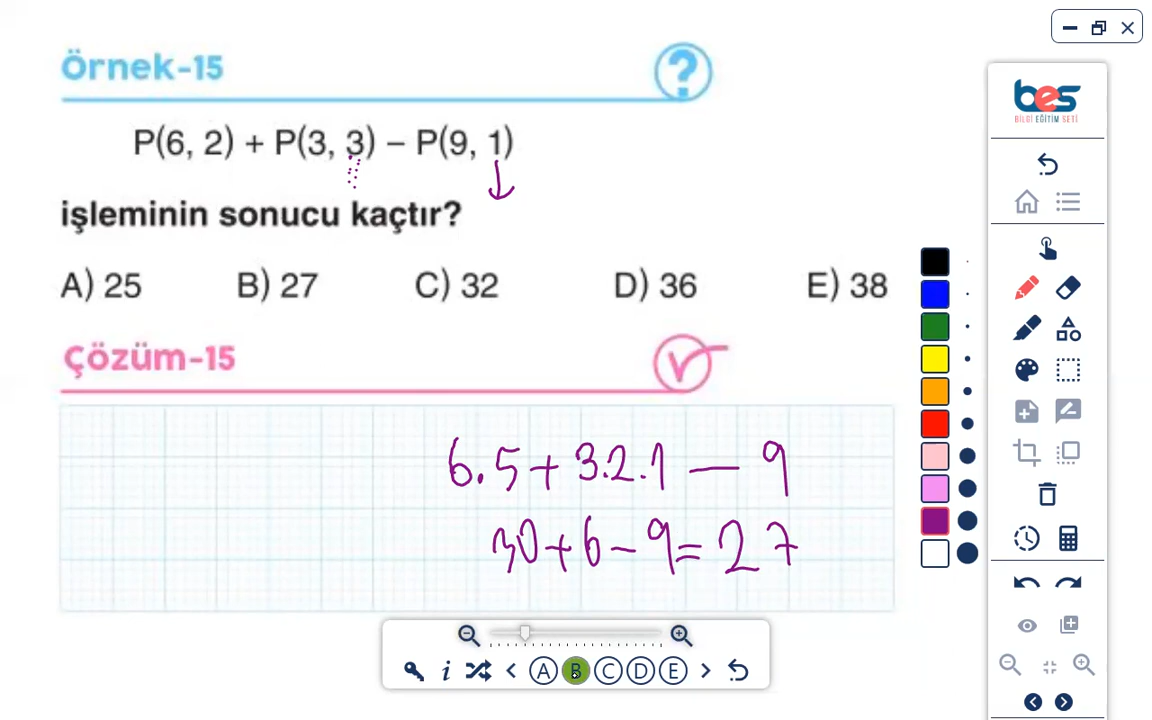 Örnek-15
?
P(6, 2) + P(3, 3) – P(9, 1)
işleminin sonucu kaçtır?
A) 25 B) 27 C) 32 D) 36 E) 38
Çözüm-15
6.5+3.2.1 — 9
30+6-9=27
A B C D E
bes
BİLGİ EĞİTİM SETİ